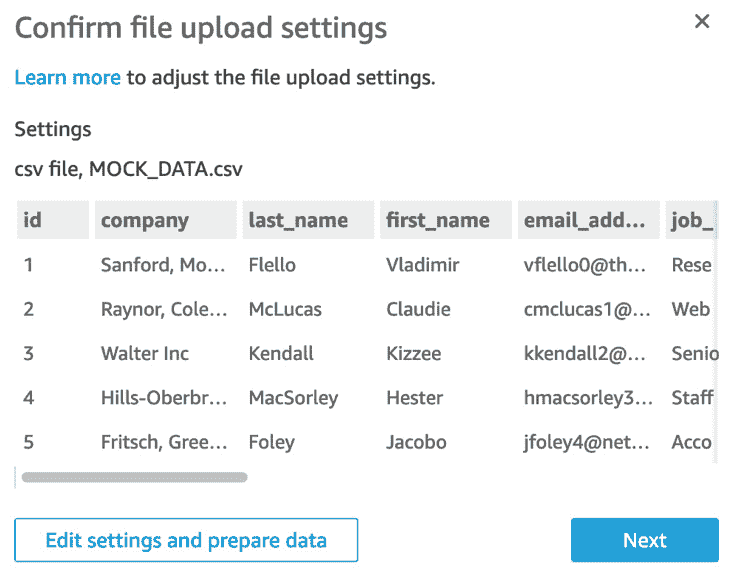 Confirm file upload settings
Learn more to adjust the file upload settings.
Settings
csv file, MOCK_DATA.csv
id company last_name first_name email_add... job_
1 Sanford, Mo... Flello Vladimir vflello0@th... Rese
2 Raynor, Cole... McLucas Claudie cmclucas1@... Web
3 Walter Inc Kendall Kizzee kkendall2@... Senio
4 Hills-Oberbr... MacSorley Hester hmacsorley3... Staff
5 Fritsch, Gree... Foley Jacobo jfoley4@net... Acco
Edit settings and prepare data Next